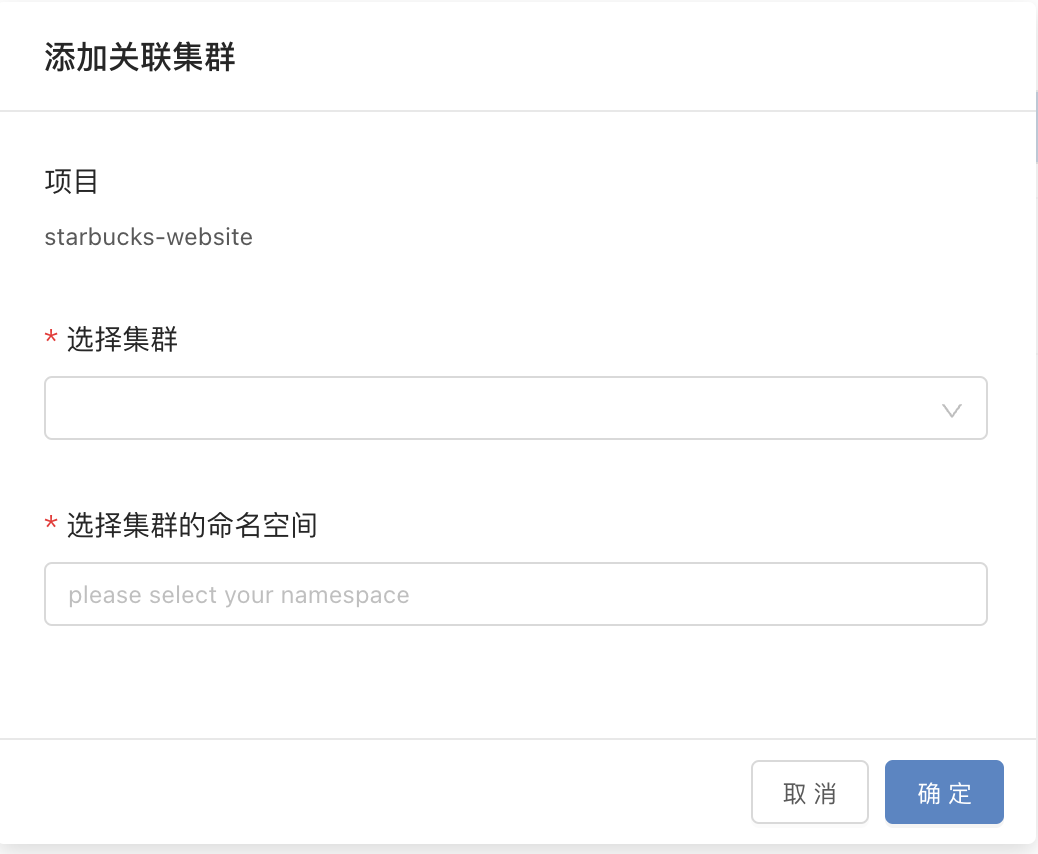 添加关联集群
项目
starbucks-website
* 选择集群
* 选择集群的命名空间
please select your namespace
取 消
确 定